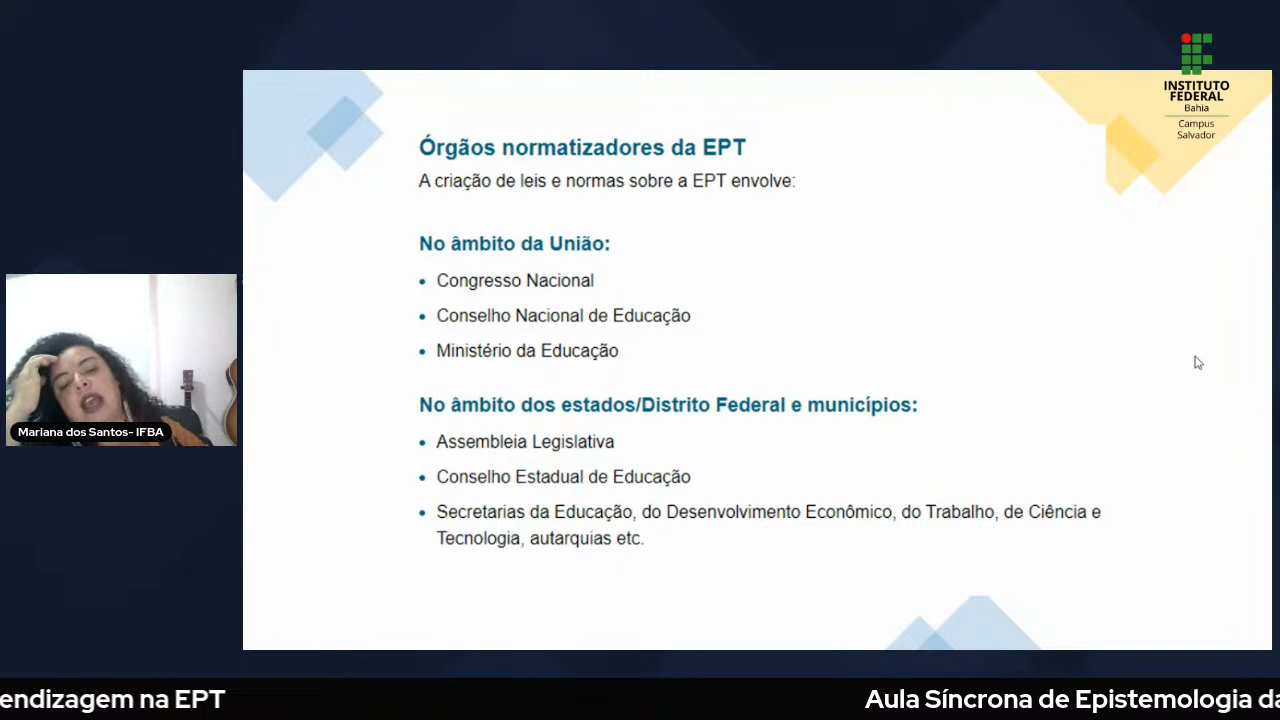 INSTITUTO
FEDERAL
Bahia
Campus
Salvador
Órgãos normatizadores da EPT
A criação de leis e normas sobre a EPT envolve:
No âmbito da União:
• Congresso Nacional
• Conselho Nacional de Educação
• Ministério da Educação
No âmbito dos estados/Distrito Federal e municípios:
• Assembleia Legislativa
• Conselho Estadual de Educação
• Secretarias da Educação, do Desenvolvimento Econômico, do Trabalho, de Ciência e
Tecnologia, autarquias etc.
Mariana dos Santos- IFBA
endizagem na EPT
Aula Síncrona de Epistemologia da